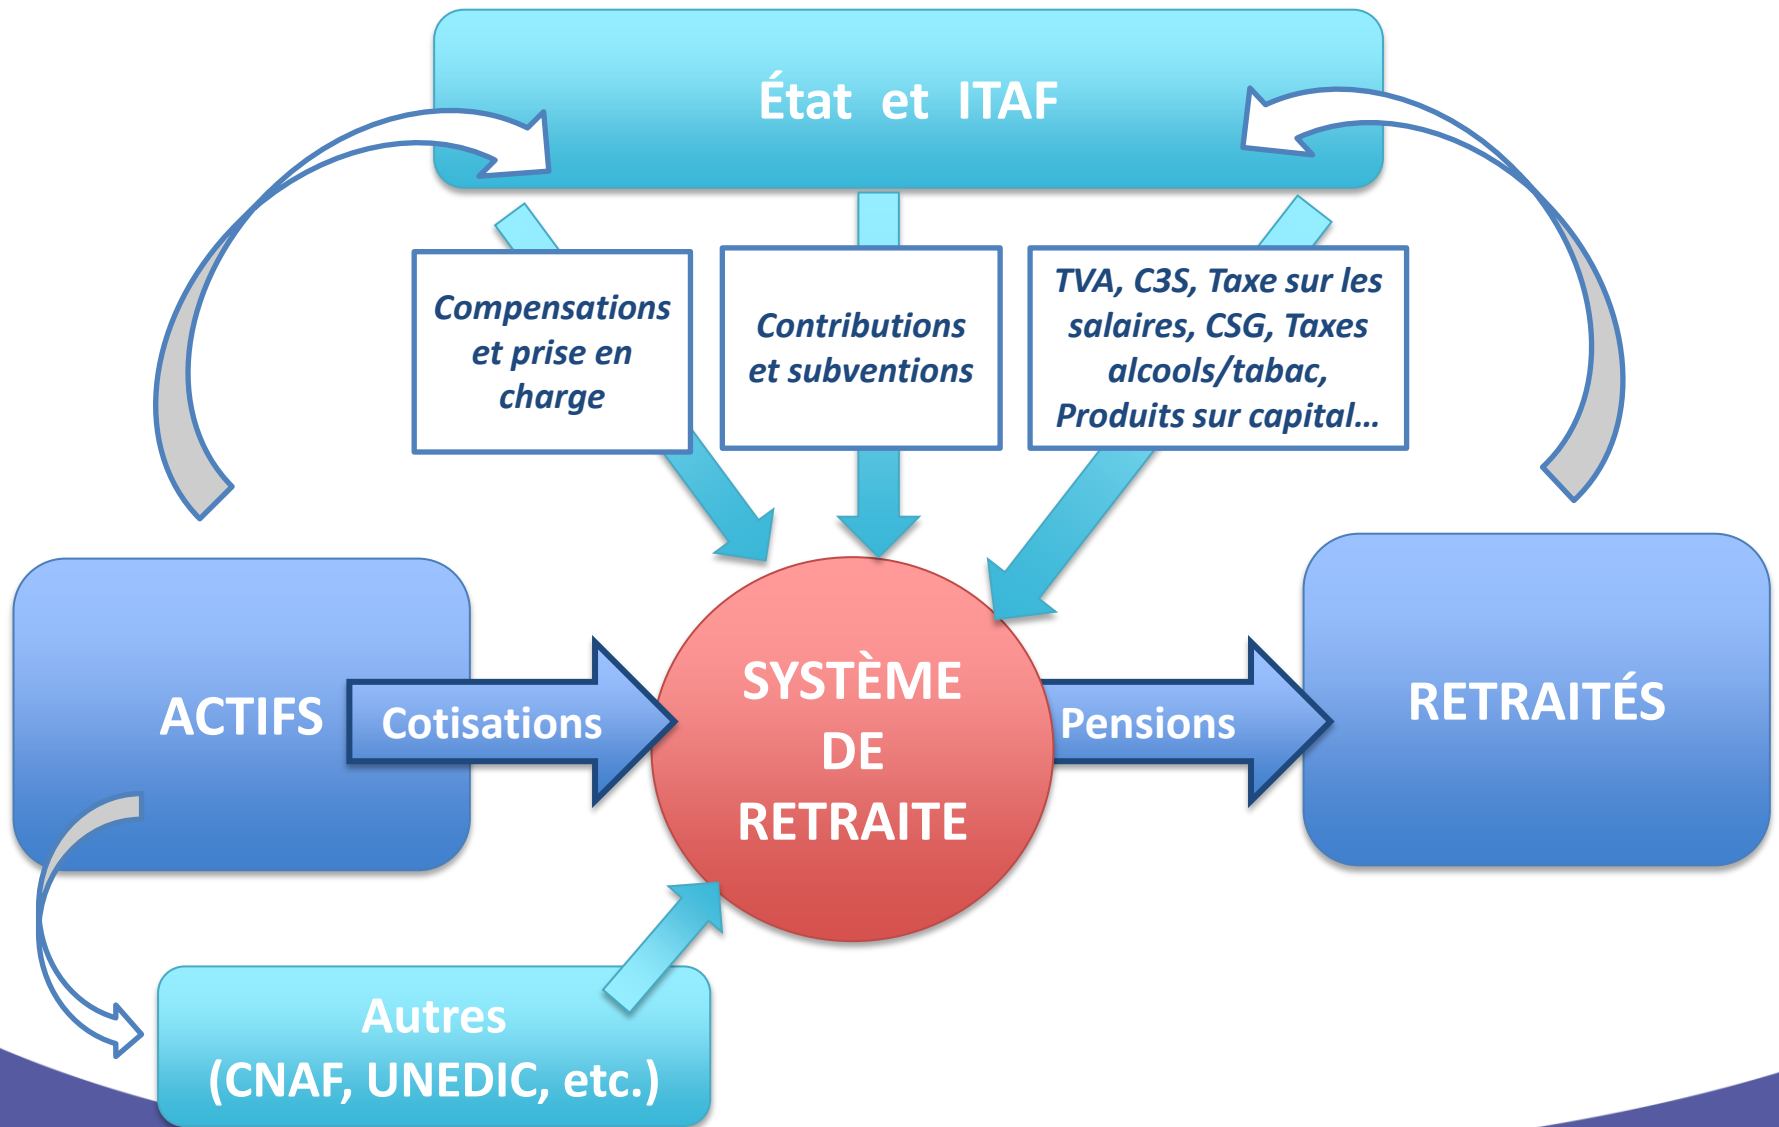 État et ITAF
Compensations
et prise en
charge
Contributions
et subventions
TVA, C3S, Taxe sur les
salaires, CSG, Taxes
alcools/tabac,
Produits sur capital…
ACTIFS
Cotisations
SYSTÈME
DE
RETRAITE
Pensions
RETRAITÉS
Autres
(CNAF, UNEDIC, etc.)